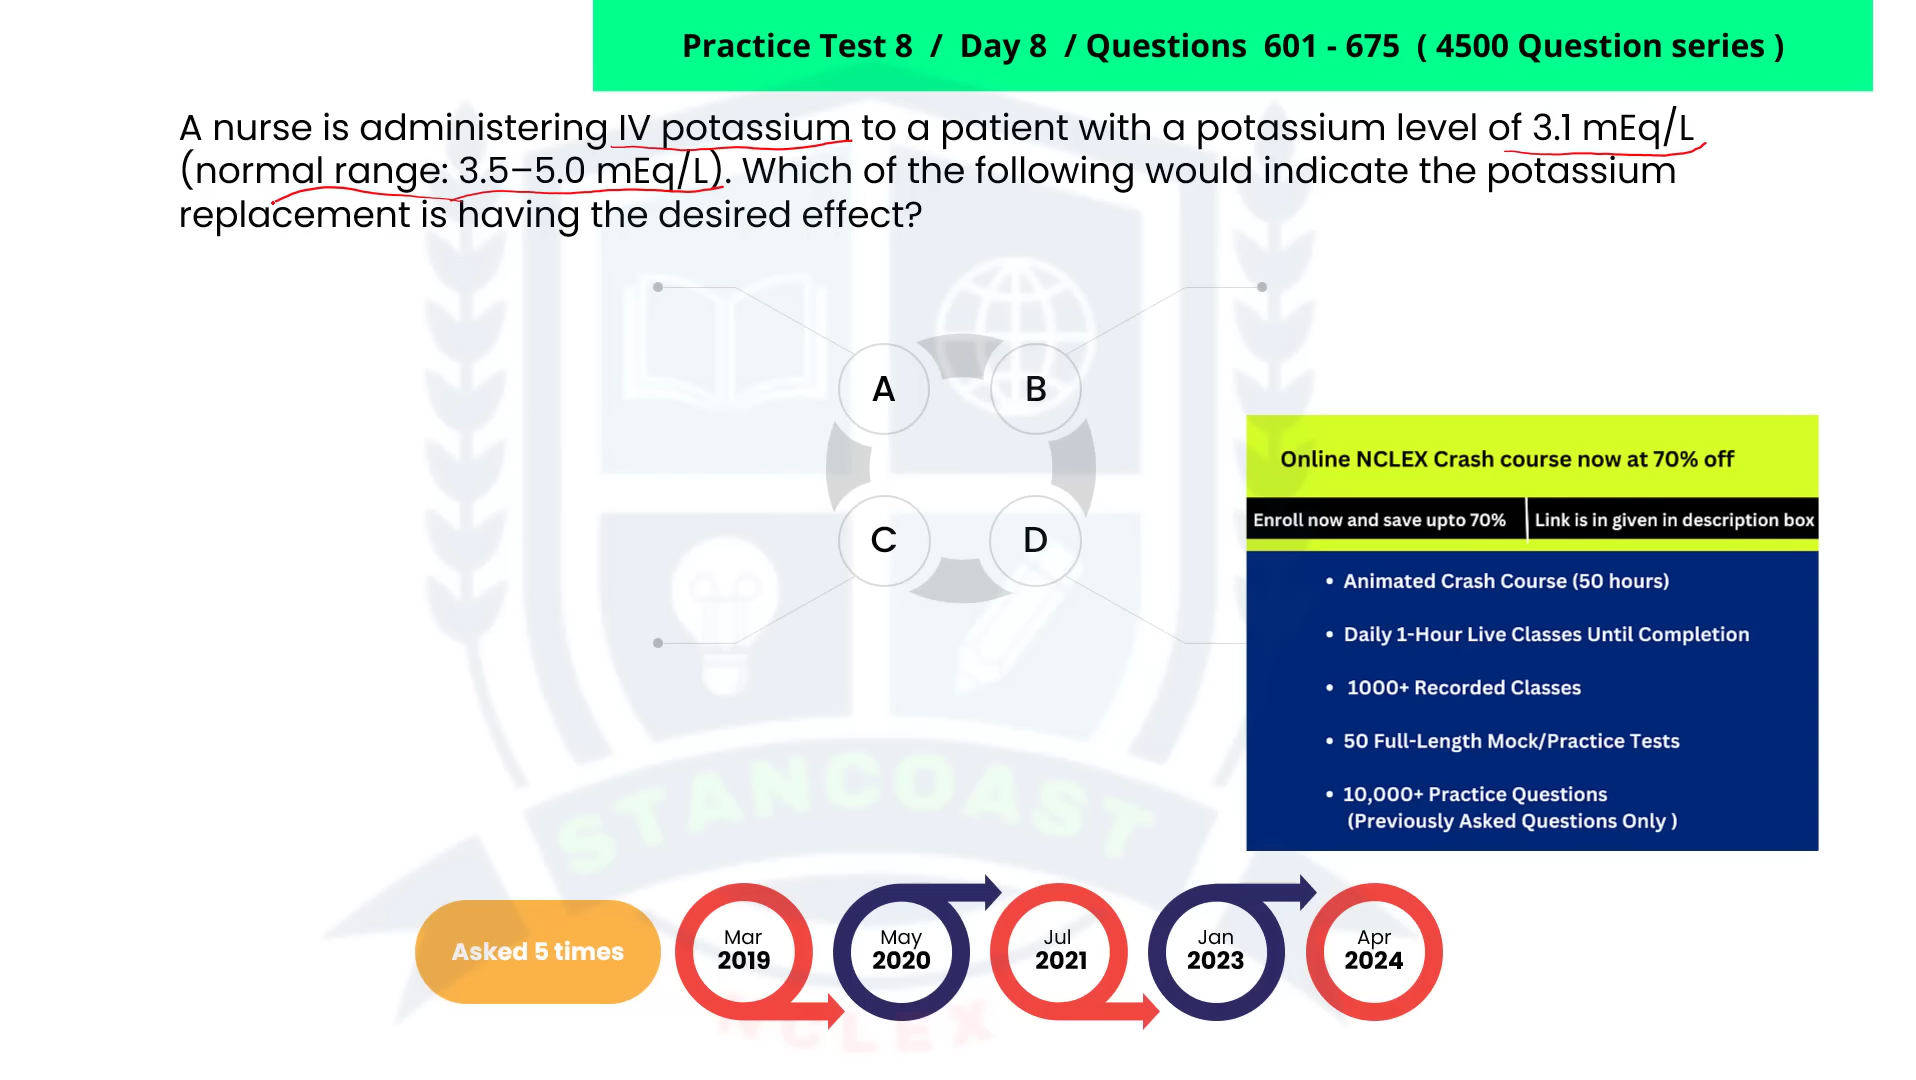 Practice Test 8 / Day 8 / Questions 601 - 675 ( 4500 Question series )
A nurse is administering IV potassium to a patient with a potassium level of 3.1 mEq/L
(normal range: 3.5–5.0 mEq/L). Which of the following would indicate the potassium
replacement is having the desired effect?
A
B
C
D
Online NCLEX Crash course now at 70% off
Enroll now and save upto 70%
Link is in given in description box
• Animated Crash Course (50 hours)
• Daily 1-Hour Live Classes Until Completion
• 1000+ Recorded Classes
• 50 Full-Length Mock/Practice Tests
• 10,000+ Practice Questions
(Previously Asked Questions Only )
STANCOAST
Asked 5 times
Mar
2019
May
2020
Jul
2021
Jan
2023
Apr
2024
NCLEX